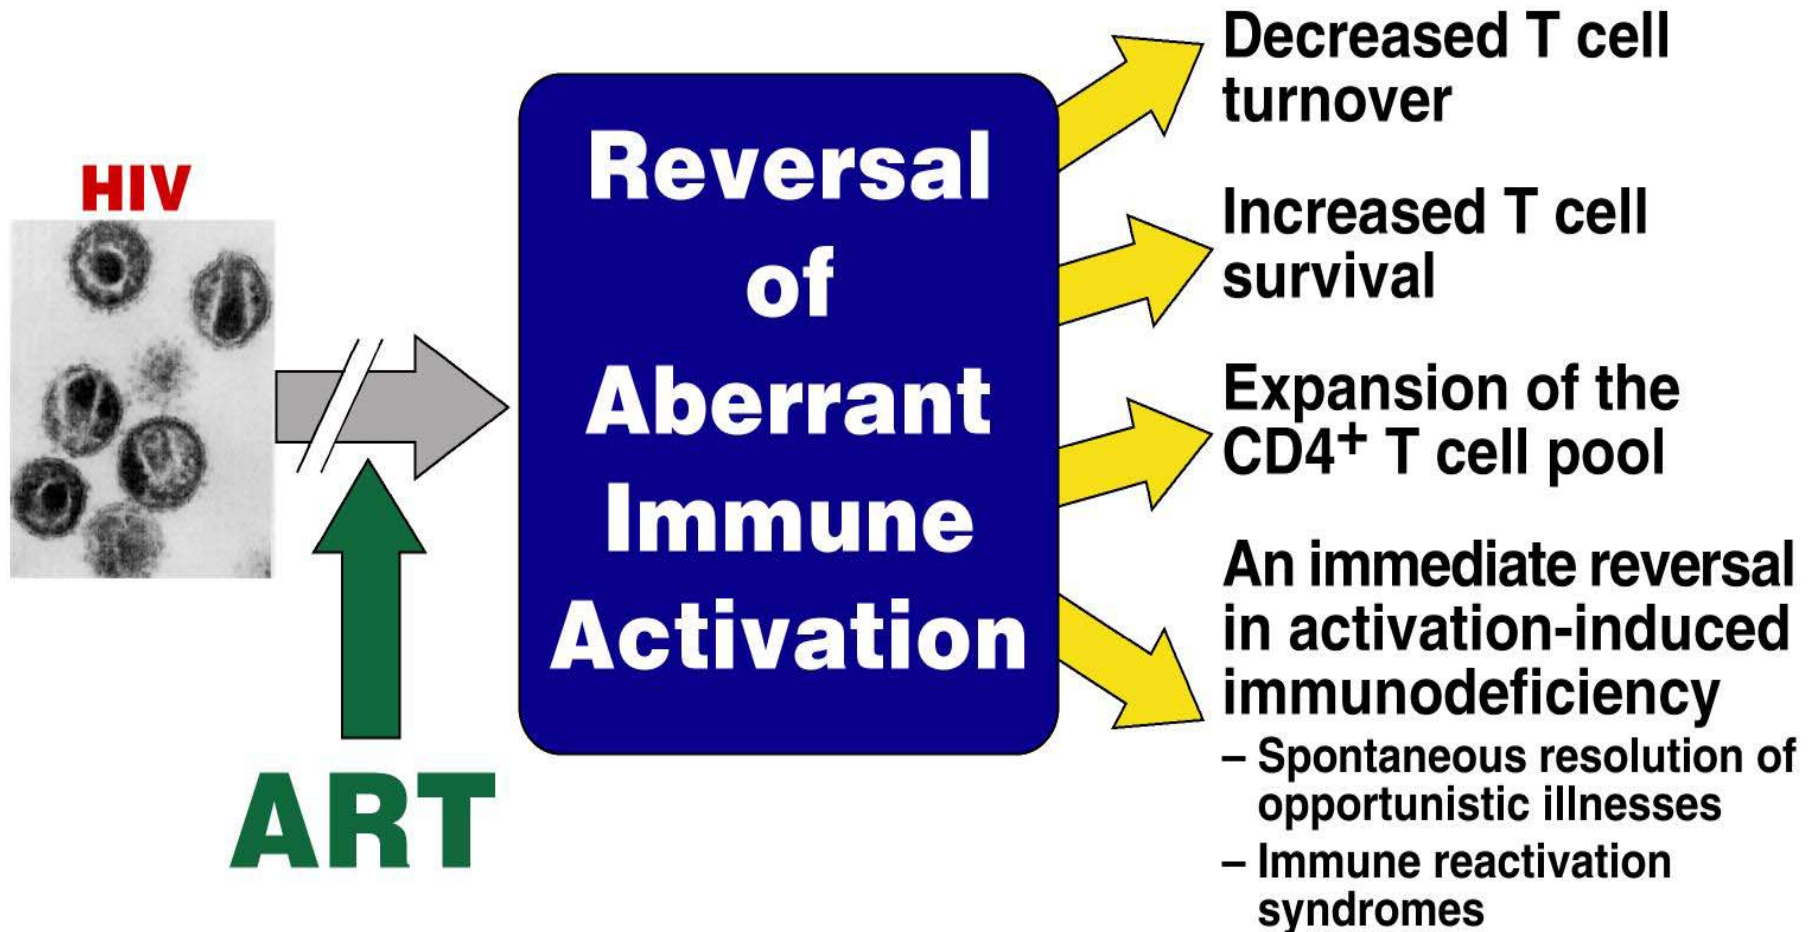 HIV
ART
Reversal
of
Aberrant
Immune
Activation
Decreased T cell
turnover
Increased T cell
survival
Expansion of the
CD4+ T cell pool
An immediate reversal
in activation-induced
immunodeficiency
– Spontaneous resolution of
opportunistic illnesses
– Immune reactivation
syndromes